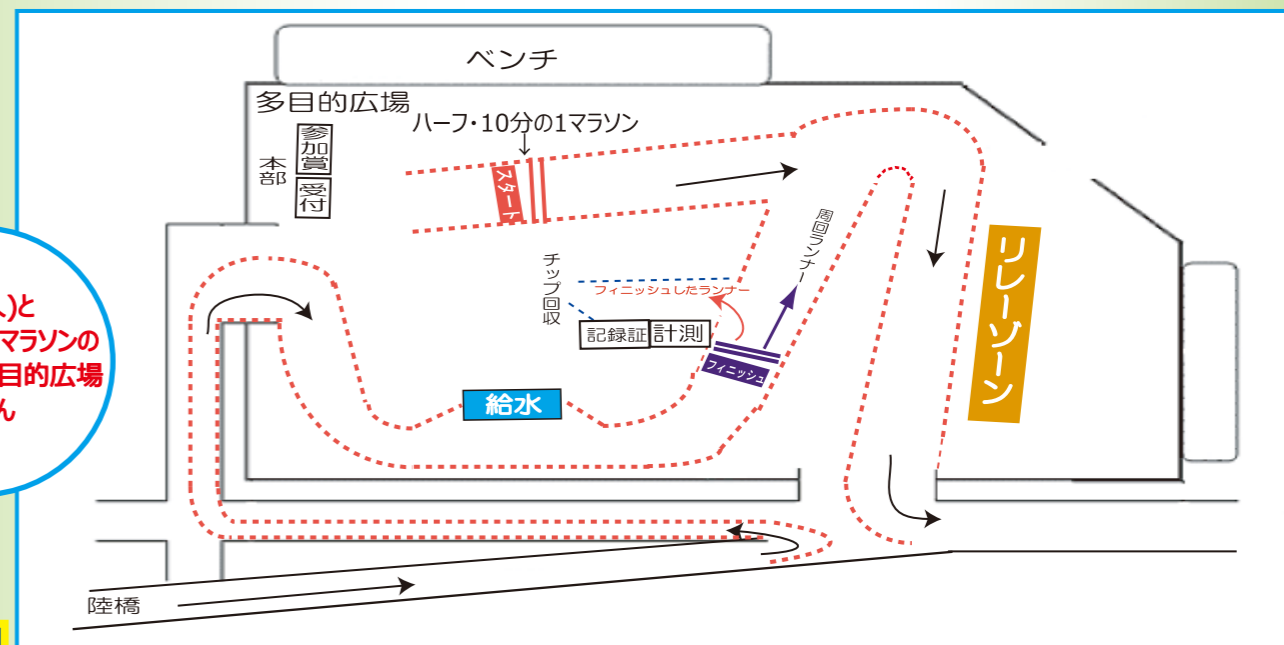 ベンチ
多目的広場
ハーフ・10分の1マラソン
↓
参加賞
本部
受付
スタート
周回ランナー
リレーゾーン
チップ回収
フィニッシュしたランナー
記録証
計測
フィニッシュ
給水
)と
マラソンの
目的広場
ん
陸橋